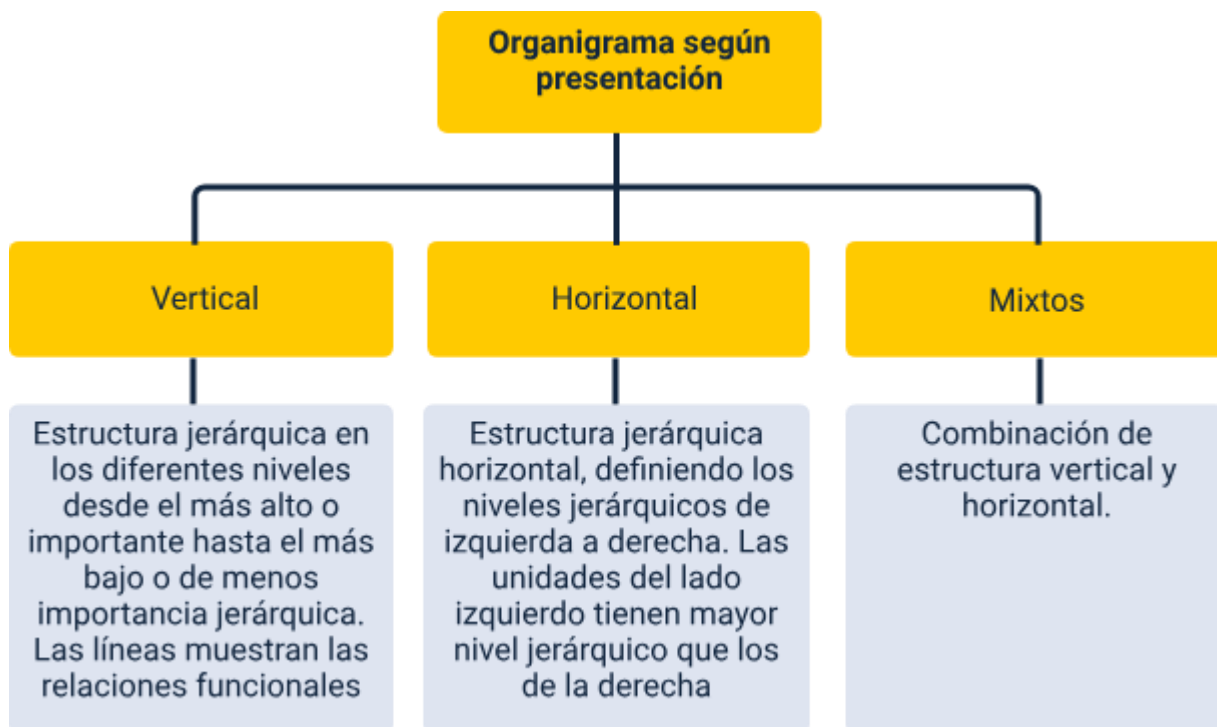 Organigrama según
presentación
Vertical
Horizontal
Mixtos
Estructura jerárquica en
los diferentes niveles
desde el más alto o
importante hasta el más
bajo o de menos
importancia jerárquica.
Las líneas muestran las
relaciones funcionales
Estructura jerárquica
horizontal, definiendo los
niveles jerárquicos de
izquierda a derecha. Las
unidades del lado
izquierdo tienen mayor
nivel jerárquico que los
de la derecha
Combinación de
estructura vertical y
horizontal.